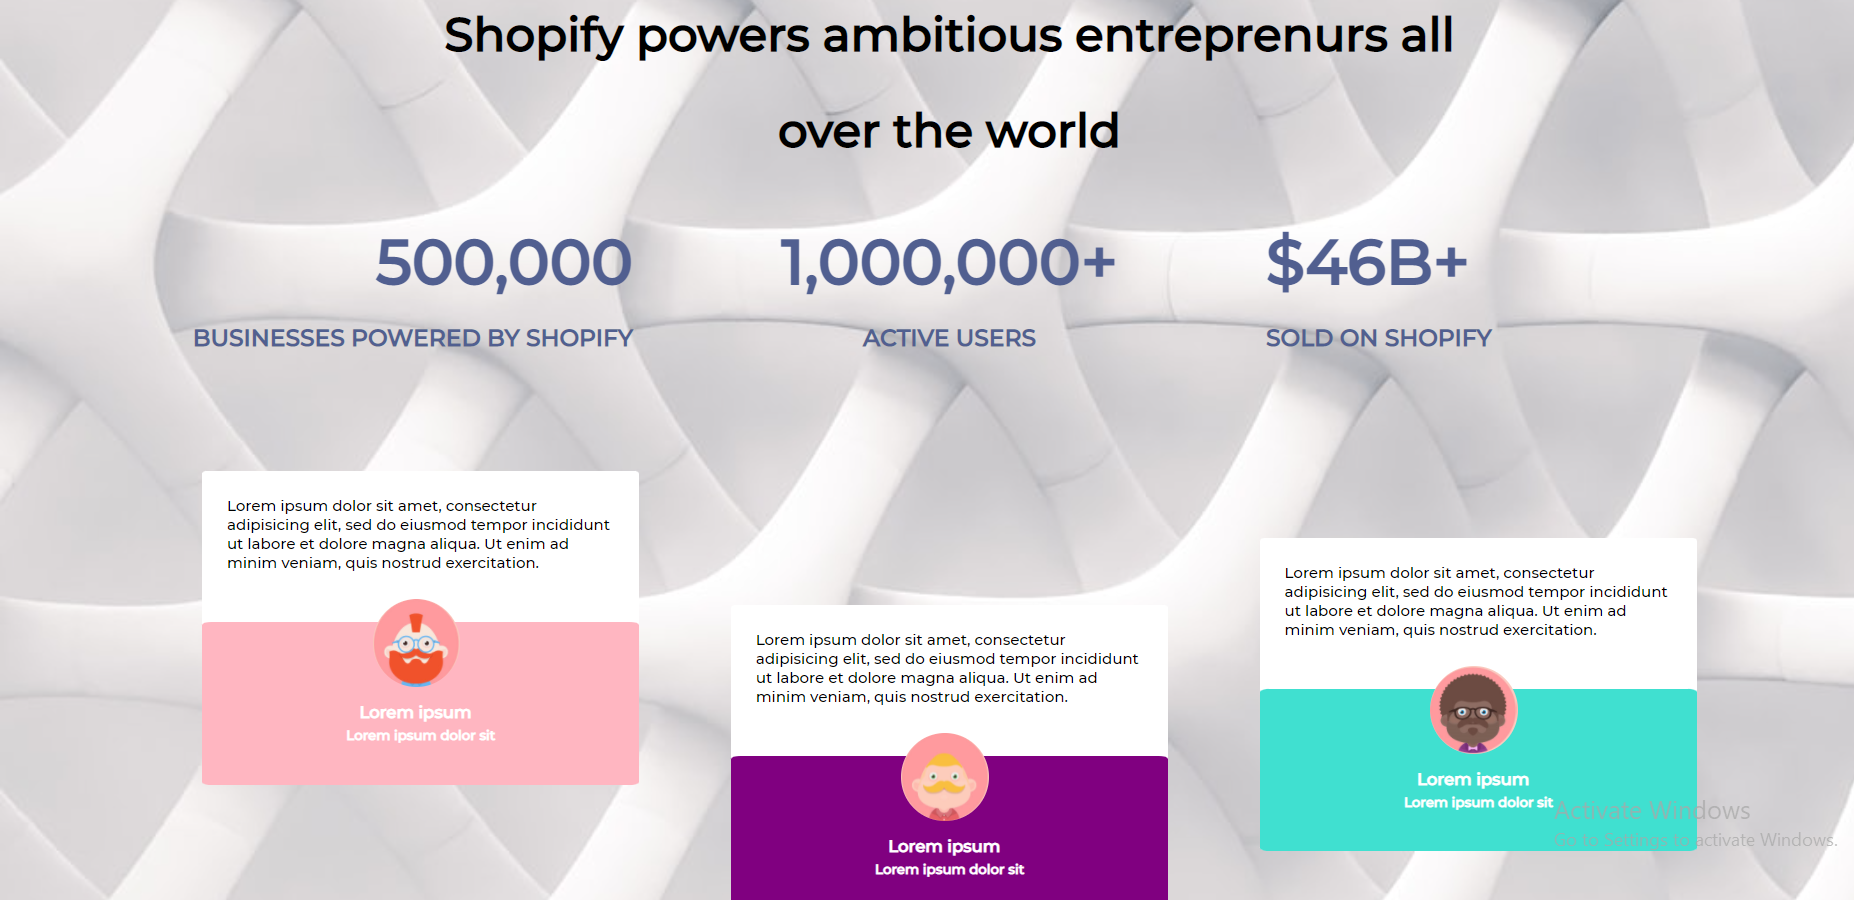 Shopify powers ambitious entreprenurs all
over the world
500,000
1,000,000+
$46B+
BUSINESSES POWERED BY SHOPIFY
ACTIVE USERS
SOLD ON SHOPIFY
Lorem ipsum dolor sit amet, consectetur
adipisicing elit, sed do eiusmod tempor incididunt
ut labore et dolore magna aliqua. Ut enim ad
minim veniam, quis nostrud exercitation.
Lorem ipsum
Lorem ipsum dolor sit
Lorem ipsum dolor sit amet, consectetur
adipisicing elit, sed do eiusmod tempor incididunt
ut labore et dolore magna aliqua. Ut enim ad
minim veniam, quis nostrud exercitation.
Lorem ipsum
Lorem ipsum dolor sit
Lorem ipsum dolor sit amet, consectetur
adipisicing elit, sed do eiusmod tempor incididunt
ut labore et dolore magna aliqua. Ut enim ad
minim veniam, quis nostrud exercitation.
Lorem ipsum
Lorem ipsum dolor sit
Activate Windows
Go to Settings to activate Windows.